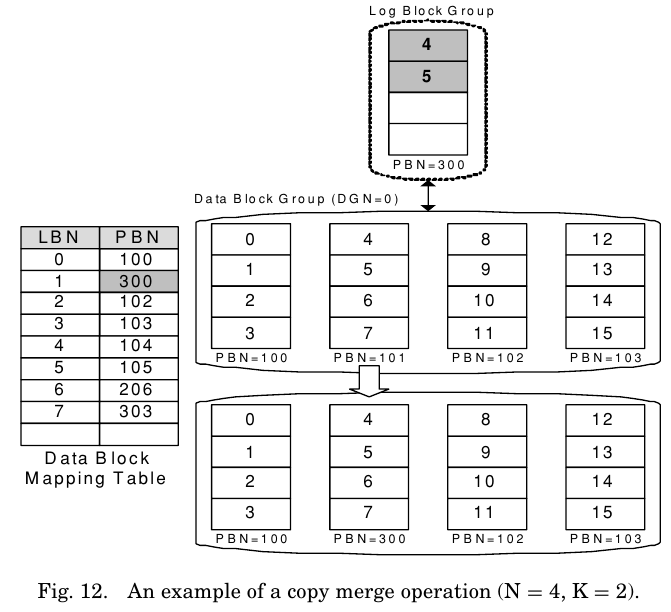 Log Block Group
4
5
PBN=300
Data Block Group (DGN=0)
LBN PBN
0 100
1 300
2 102
3 103
4 104
5 105
6 206
7 303
Data Block
Mapping Table
0 4 8 12
1 5 9 13
2 6 10 14
3 7 11 15
PBN=100 PBN=101 PBN=102 PBN=103
0 4 8 12
1 5 9 13
2 6 10 14
3 7 11 15
PBN=100 PBN=300 PBN=102 PBN=103
Fig. 12. An example of a copy merge operation (N = 4, K = 2).